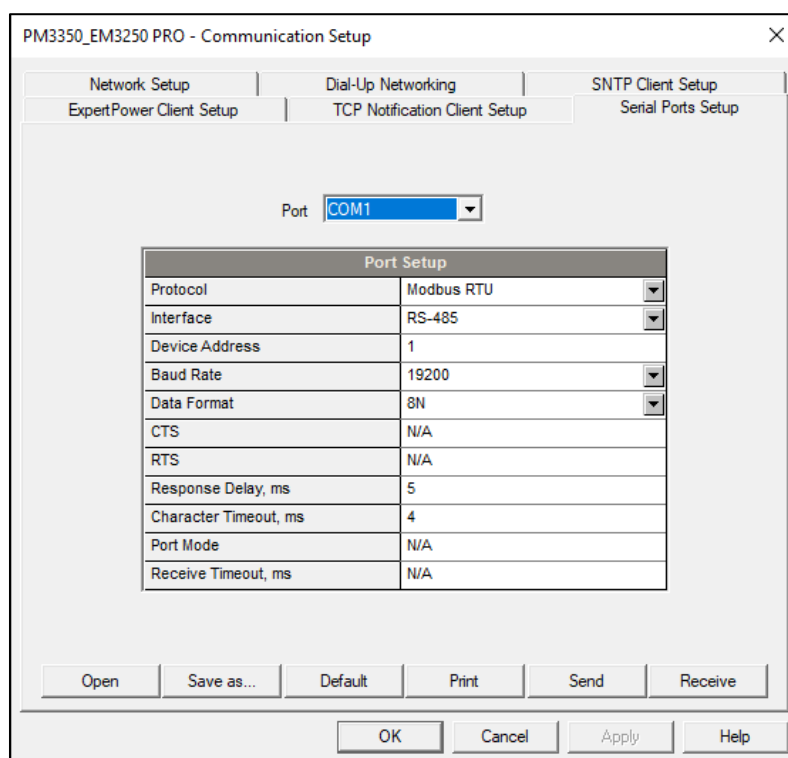 PM3350_EM3250 PRO - Communication Setup
Network Setup Dial-Up Networking SNTP Client Setup
ExpertPower Client Setup TCP Notification Client Setup Serial Ports Setup
Port COM1
Port Setup
Protocol Modbus RTU
Interface RS-485
Device Address 1
Baud Rate 19200
Data Format 8N
CTS N/A
RTS N/A
Response Delay, ms 5
Character Timeout, ms 4
Port Mode N/A
Receive Timeout, ms N/A
Open Save as... Default Print Send Receive
OK Cancel Apply Help